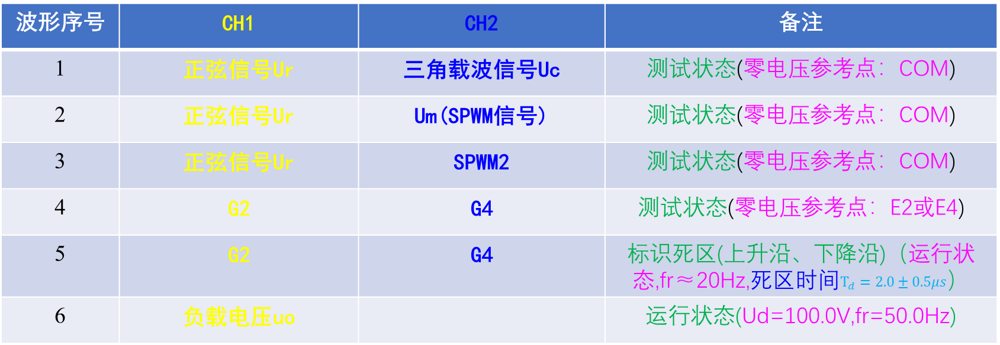 波形序号 CH1 CH2 备注
1 正弦信号Ur 三角载波信号Uc 测试状态(零电压参考点：COM)
2 正弦信号Ur Um(SPWM信号) 测试状态(零电压参考点：COM)
3 正弦信号Ur SPWM2 测试状态(零电压参考点：COM)
4 G2 G4 测试状态(零电压参考点：E2或E4)
5 G2 G4 标识死区(上升沿、下降沿)（运行状
态,fr≈20Hz,死区时间T_d = 2.0 ± 0.5μs）
6 负载电压uo 运行状态(Ud=100.0V,fr=50.0Hz)